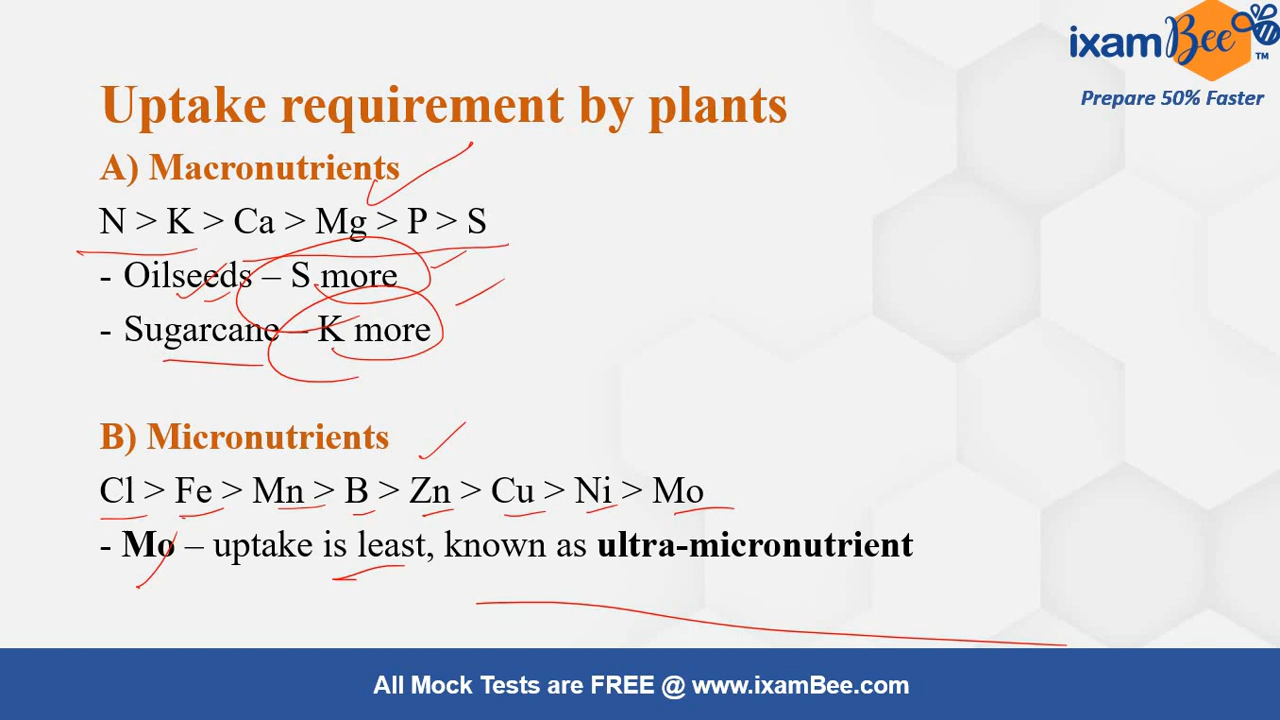 ixamBee™
Prepare 50% Faster
Uptake requirement by plants
A) Macronutrients
N > K > Ca > Mg > P > S
- Oilseeds – S more
- Sugarcane – K more
B) Micronutrients
Cl > Fe > Mn > B > Zn > Cu > Ni > Mo
- Mo – uptake is least, known as ultra-micronutrient
All Mock Tests are FREE @ www.ixamBee.com